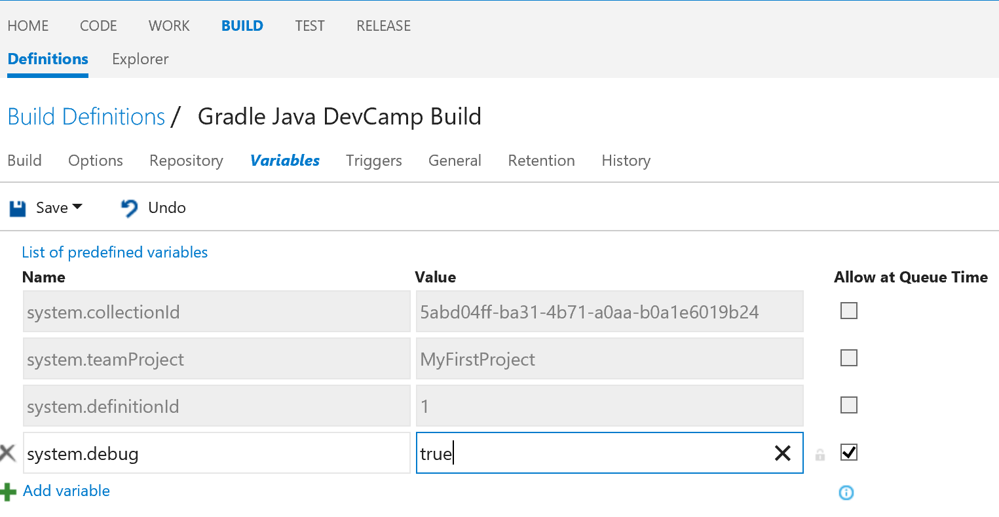 HOME CODE WORK BUILD TEST RELEASE
Definitions Explorer
Build Definitions / Gradle Java DevCamp Build
Build Options Repository Variables Triggers General Retention History
Save Undo
List of predefined variables
Name Value Allow at Queue Time
system.collectionId 5abd04ff-ba31-4b71-a0aa-b0a1e6019b24
system.teamProject MyFirstProject
system.definitionId 1
system.debug true
Add variable